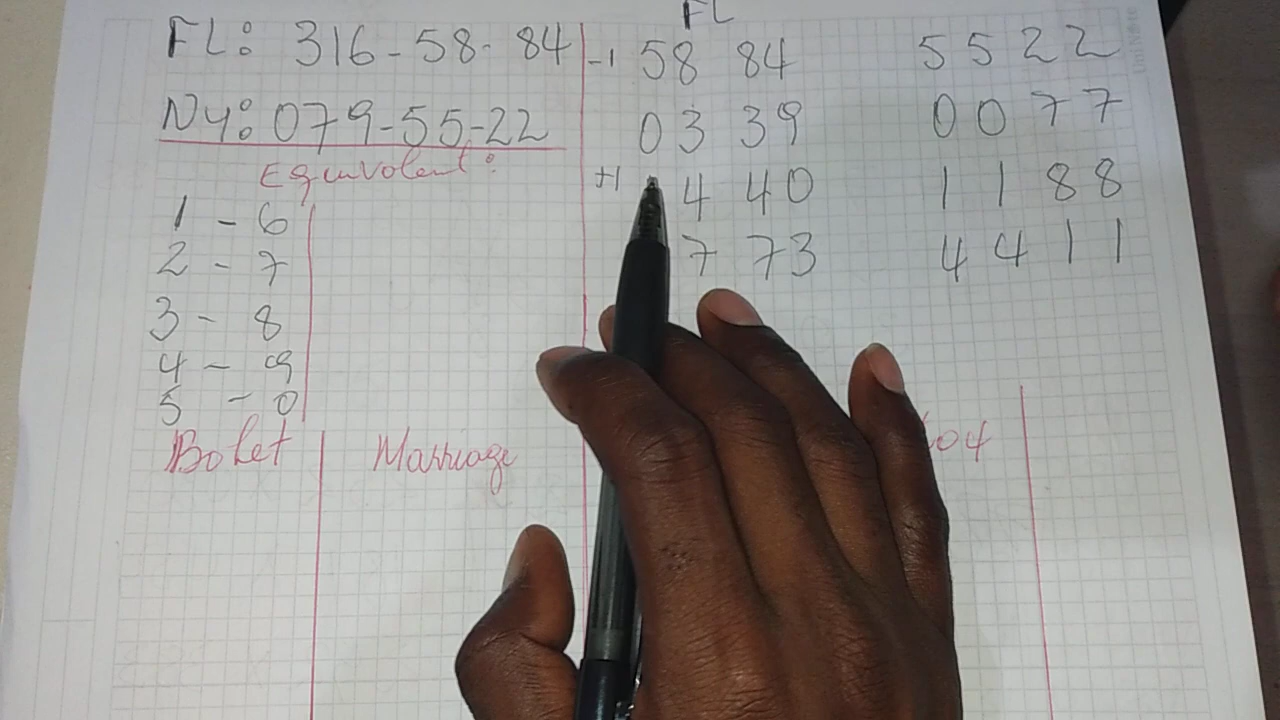 FL
FL: 316-58-84 -1 58 84 5 5 2 2
NY: 079-55-22 03 39 0 0 7 7
Equivalent: +1 4 40 1 1 8 8
1 - 6 7 73 4 4 1 1
2 - 7
3 - 8
4 - 9
5 - 0
Bolet Marriage Lo4